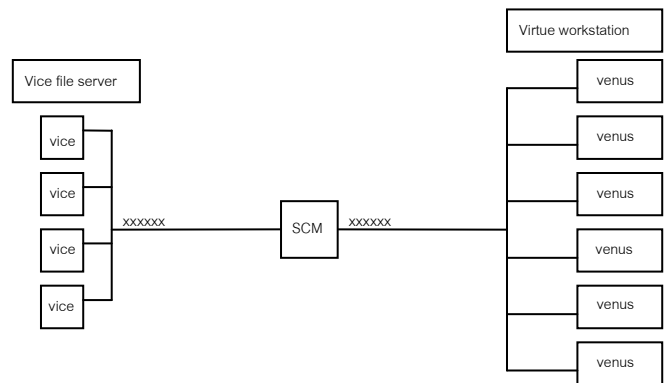 Virtue workstation
Vice file server
venus
vice
venus
vice
venus
xxxxxx
SCM
xxxxxx
vice
venus
vice
venus
venus